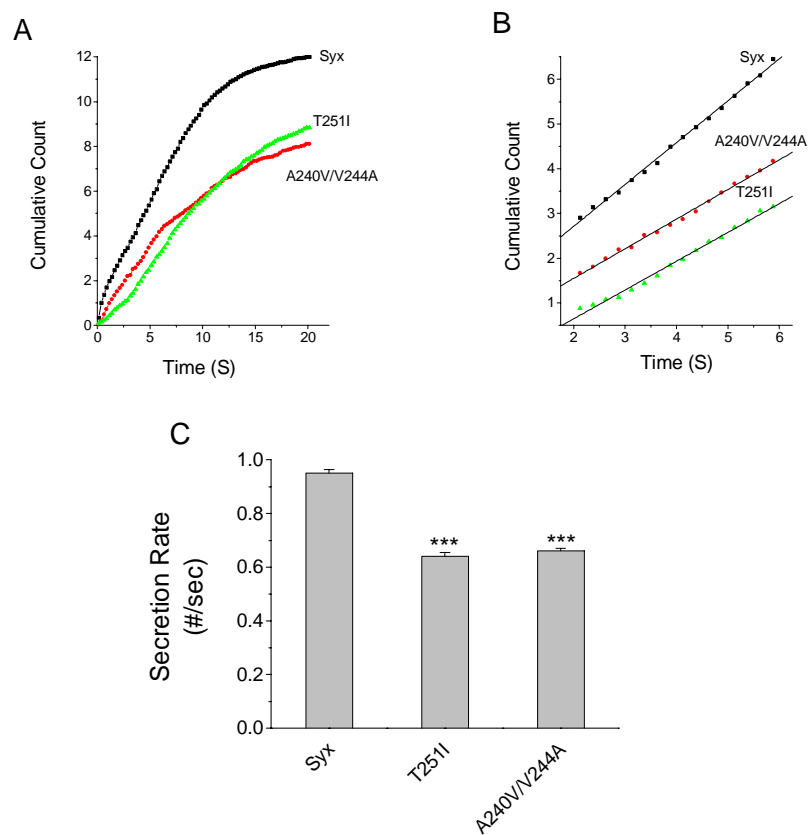 A
12
10
8
6
4
2
0
0
5
10
15
20
Cumulative Count
Time (S)
Syx
T251I
A240V/V244A
B
6
5
4
3
2
1
2
3
4
5
6
Cumulative Count
Time (S)
Syx
A240V/V244A
T251I
C
1.0
0.8
0.6
0.4
0.2
0.0
Secretion Rate
(#/sec)
***
***
Syx
T251I
A240V/V244A